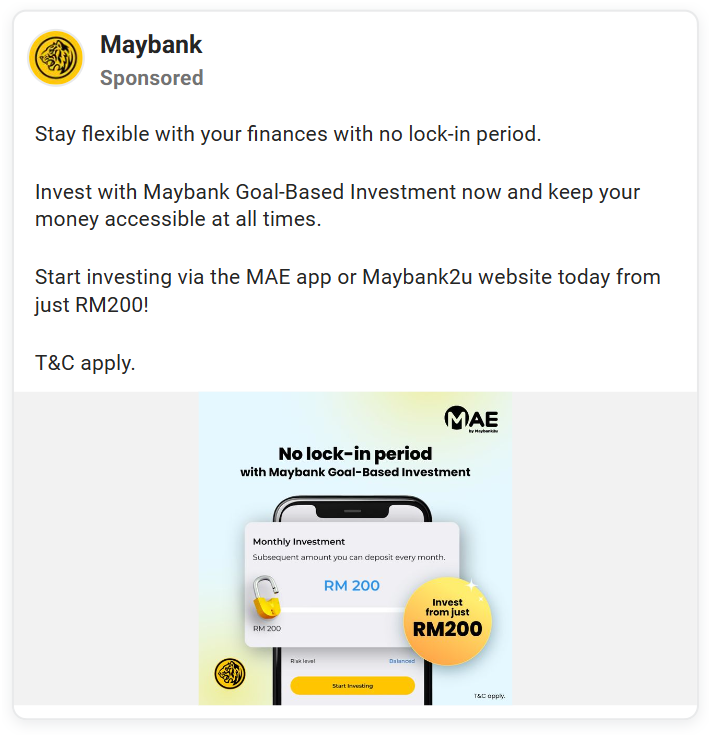 Maybank
Sponsored
Stay flexible with your finances with no lock-in period.
Invest with Maybank Goal-Based Investment now and keep your
money accessible at all times.
Start investing via the MAE app or Maybank2u website today from
just RM200!
T&C apply.
MAE
by Maybank2u
No lock-in period
with Maybank Goal-Based Investment
Monthly Investment
Subsequent amount you can deposit every month.
RM 200
RM 200
Invest
from just
RM200
Risk level
Balanced
Start Investing
T&C apply.